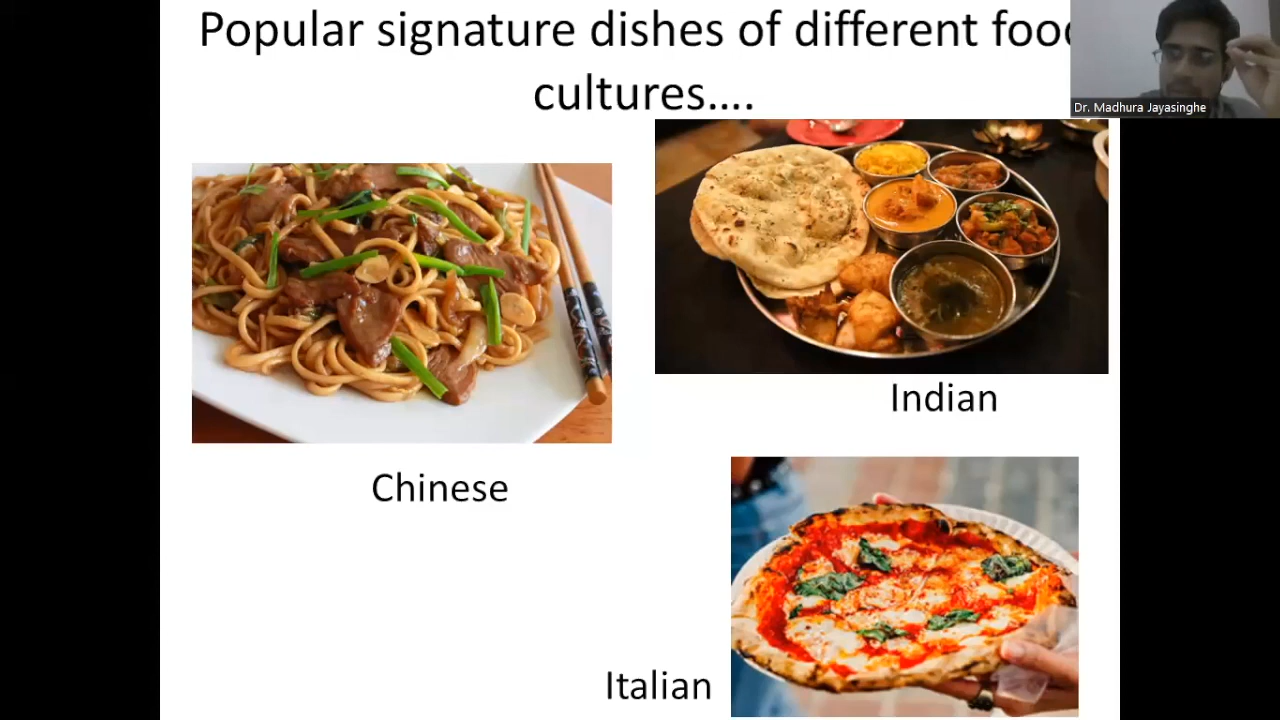 Popular signature dishes of different food
cultures....
Dr. Madhura Jayasinghe
Indian
Chinese
Italian